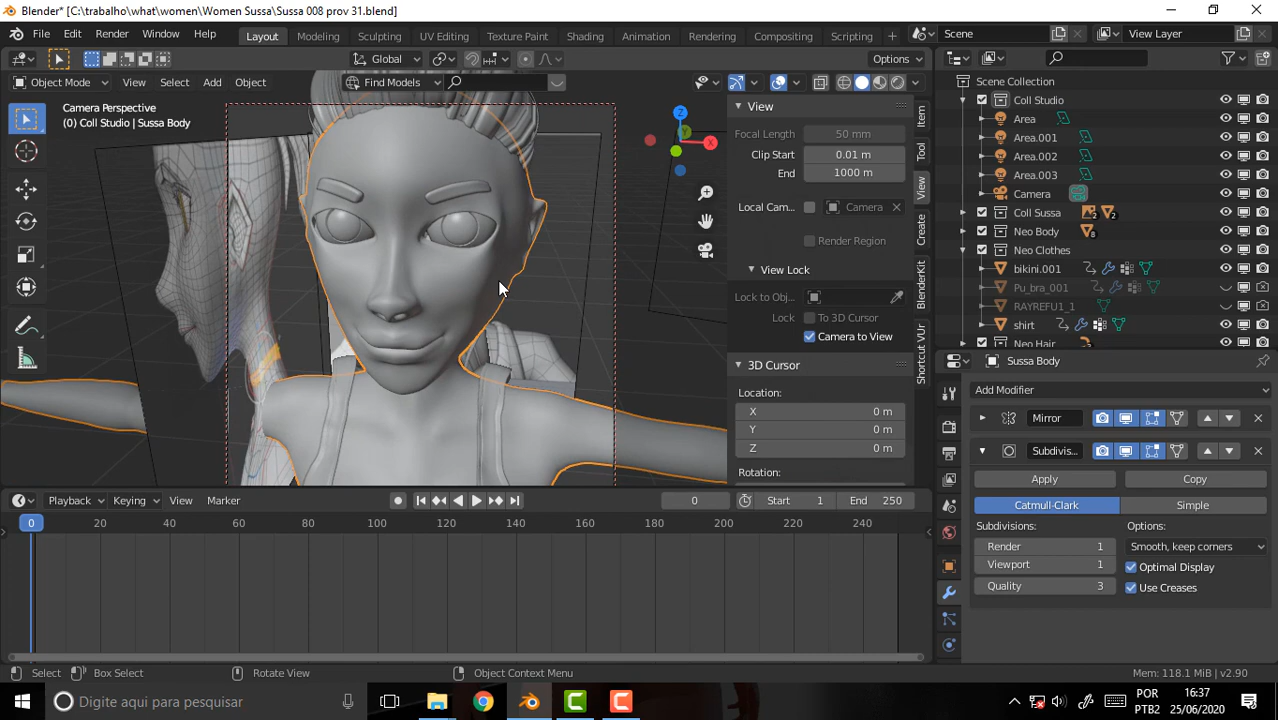 Blender* [C:\trabalho\what\women\Women Sussa\Sussa 008 prov 31.blend]
File Edit Render Window Help Layout Modeling Sculpting UV Editing Texture Paint Shading Animation Rendering Compositing Scripting + Scene View Layer
Global Options
Object Mode View Select Add Object Find Models
Camera Perspective
(0) Coll Studio | Sussa Body
Z
Y
X
View
Focal Length 50 mm
Clip Start 0.01 m
End 1000 m
Local Cam... Camera
Render Region
View Lock
Lock to Obj...
Lock To 3D Cursor
Camera to View
3D Cursor
Location:
X 0 m
Y 0 m
Z 0 m
Rotation:
Item
Tool
View
Create
BlenderKit
Shortcut VUr
Scene Collection
Coll Studio
Area
Area.001
Area.002
Area.003
Camera
Coll Sussa 2 2
Neo Body 8
Neo Clothes
bikini.001
Pu_bra_001
RAYREFU1_1
shirt
Neo Hair
Sussa Body
Add Modifier
Mirror
Subdivis...
Apply Copy
Catmull-Clark Simple
Subdivisions: Options:
Render 1 Smooth, keep corners
Viewport 1 Optimal Display
Quality 3 Use Creases
Playback Keying View Marker 0 Start 1 End 250
0 20 40 60 80 100 120 140 160 180 200 220 240
Select Box Select Rotate View Object Context Menu Mem: 118.1 MiB | v2.90
Digite aqui para pesquisar
POR
PTB2
16:37
25/06/2020